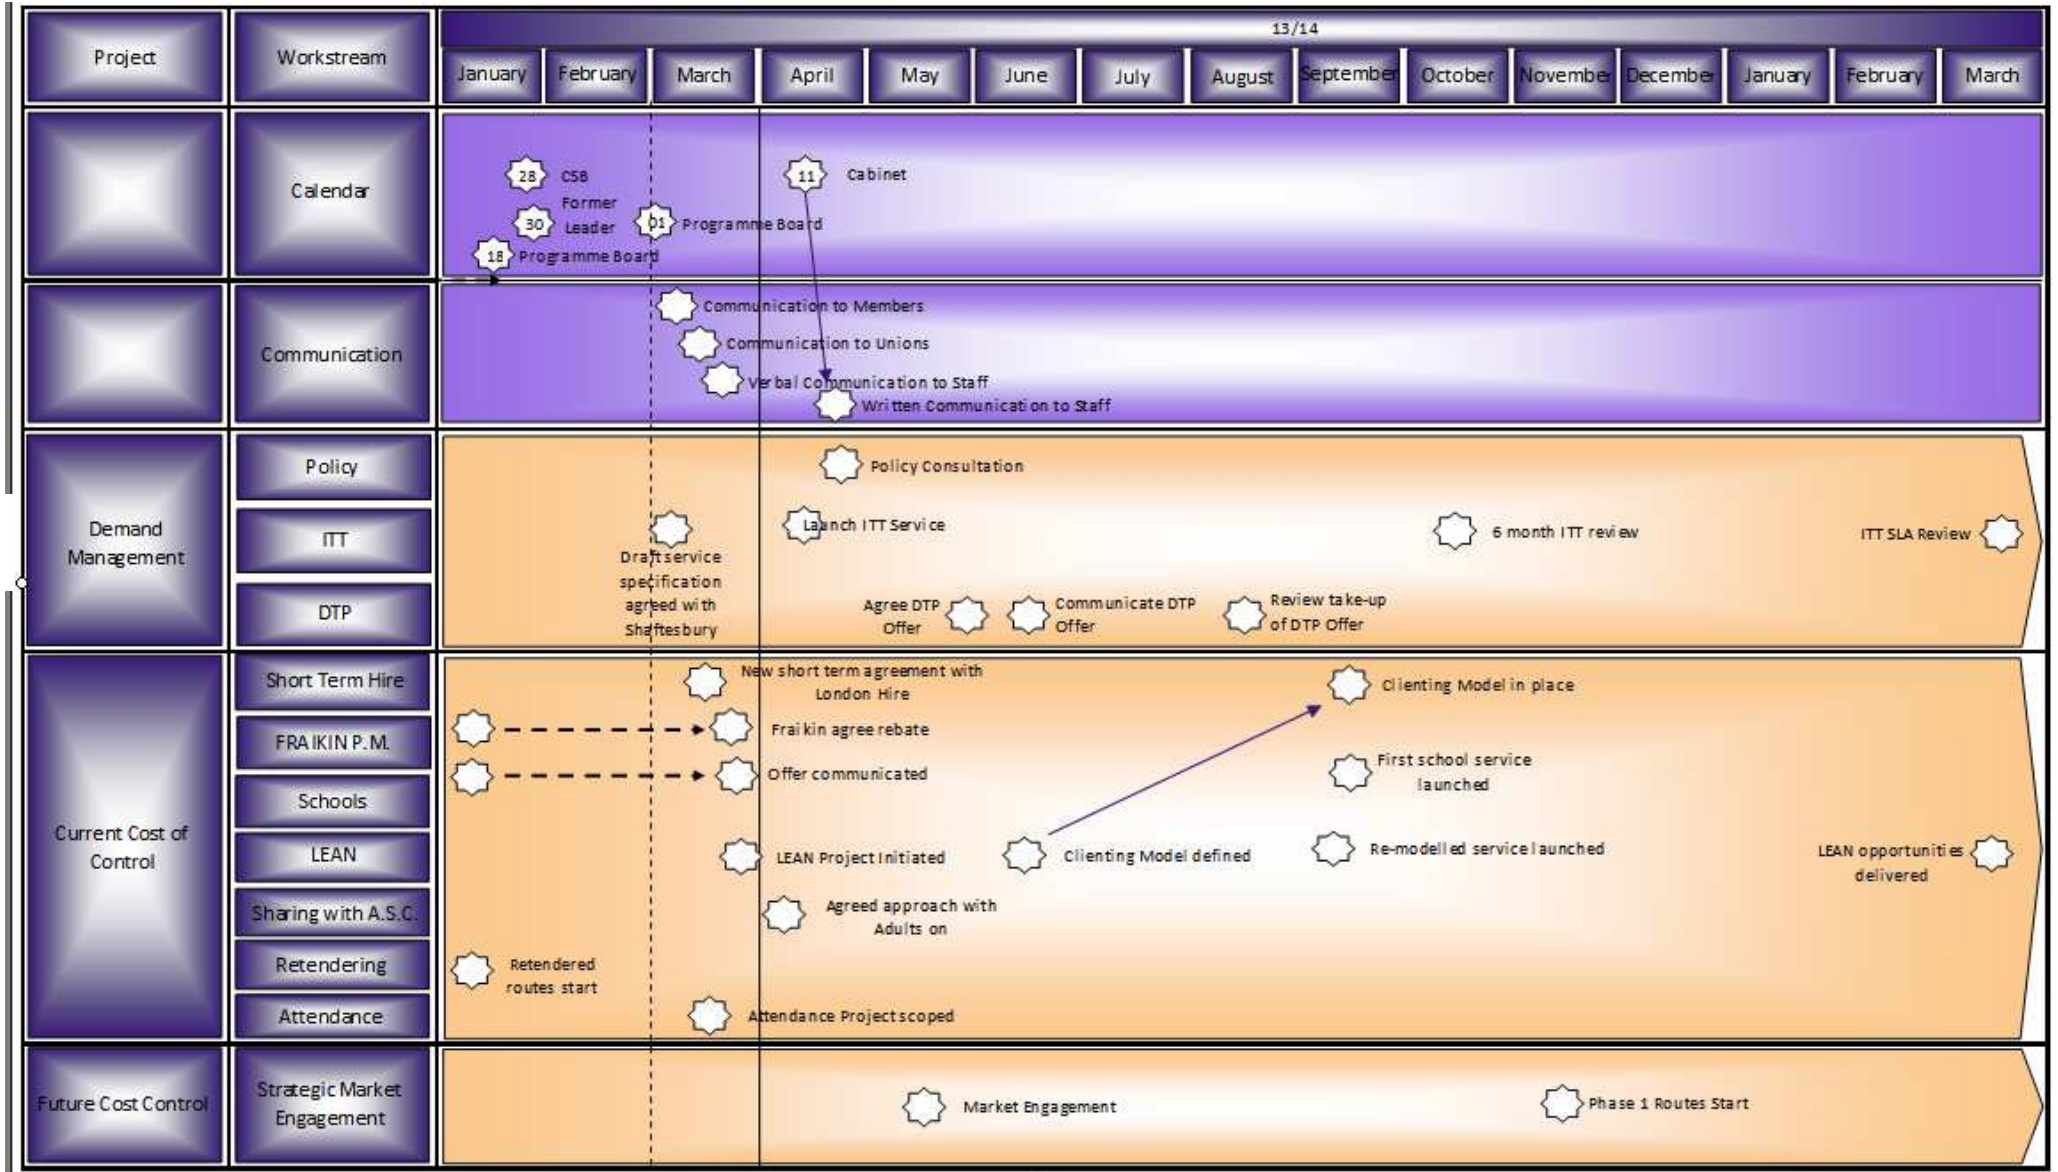 13/14
Project
Workstream
January
February
March
April
May
June
July
August
September
October
November
December
January
February
March
Calendar
28
CSB
11
Cabinet
30
Former
Leader
01
Programme Board
18
Programme Board
Communication
Communication to Members
Communication to Unions
Verbal Communication to Staff
Written Communication to Staff
Demand
Management
Policy
Policy Consultation
ITT
Draft service
specification
agreed with
Shaftesbury
Launch ITT Service
6 month ITT review
ITT SLA Review
DTP
Agree DTP
Offer
Communicate DTP
Offer
Review take-up
of DTP Offer
Current Cost of
Control
Short Term Hire
New short term agreement with
London Hire
Clienting Model in place
FRAIKIN P.M.
Fraikin agree rebate
Schools
Offer communicated
First school service
launched
LEAN
LEAN Project Initiated
Clienting Model defined
Re-modelled service launched
LEAN opportunities
delivered
Sharing with A.S.C.
Agreed approach with
Adults on
Retendering
Retendered
routes start
Attendance
Attendance Project scoped
Future Cost Control
Strategic Market
Engagement
Market Engagement
Phase 1 Routes Start